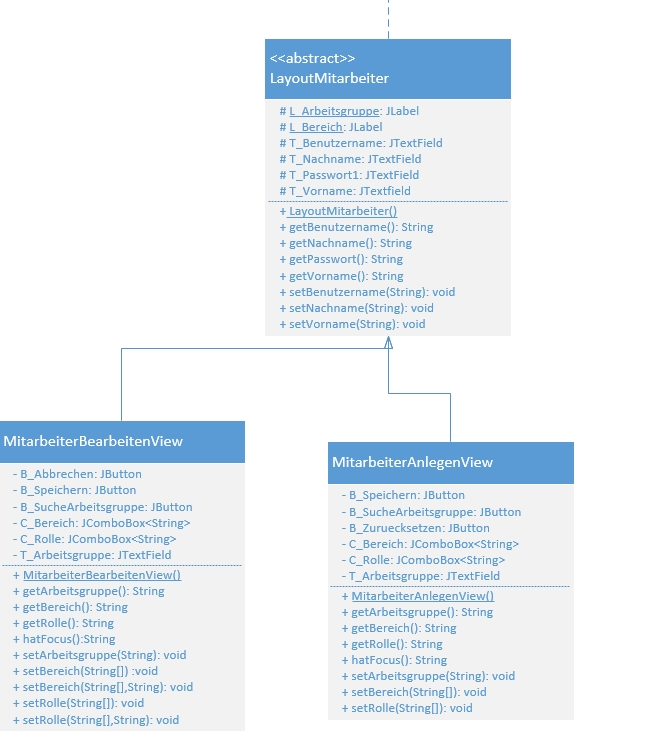 <<abstract>>
LayoutMitarbeiter
# L_Arbeitsgruppe: JLabel
# L_Bereich: JLabel
# T_Benutzername: JTextField
# T_Nachname: JTextField
# T_Passwort1: JTextField
# T_Vorname: JTextfield
+ LayoutMitarbeiter()
+ getBenutzername(): String
+ getNachname(): String
+ getPasswort(): String
+ getVorname(): String
+ setBenutzername(String): void
+ setNachname(String): void
+ setVorname(String): void
MitarbeiterBearbeitenView
- B_Abbrechen: JButton
- B_Speichern: JButton
- B_SucheArbeitsgruppe: JButton
- C_Bereich: JComboBox<String>
- C_Rolle: JComboBox<String>
- T_Arbeitsgruppe: JTextField
+ MitarbeiterBearbeitenView()
+ getArbeitsgruppe(): String
+ getBereich(): String
+ getRolle(): String
+ hatFocus():String
+ setArbeitsgruppe(String): void
+ setBereich(String[]) :void
+ setBereich(String[],String): void
+ setRolle(String[]): void
+ setRolle(String[],String): void
MitarbeiterAnlegenView
- B_Speichern: JButton
- B_SucheArbeitsgruppe: JButton
- B_Zuruecksetzen: JButton
- C_Bereich: JComboBox<String>
- C_Rolle: JComboBox<String>
- T_Arbeitsgruppe: JTextField
+ MitarbeiterAnlegenView()
+ getArbeitsgruppe(): String
+ getBereich(): String
+ getRolle(): String
+ hatFocus(): String
+ setArbeitsgruppe(String): void
+ setBereich(String[]): void
+ setRolle(String[]): void